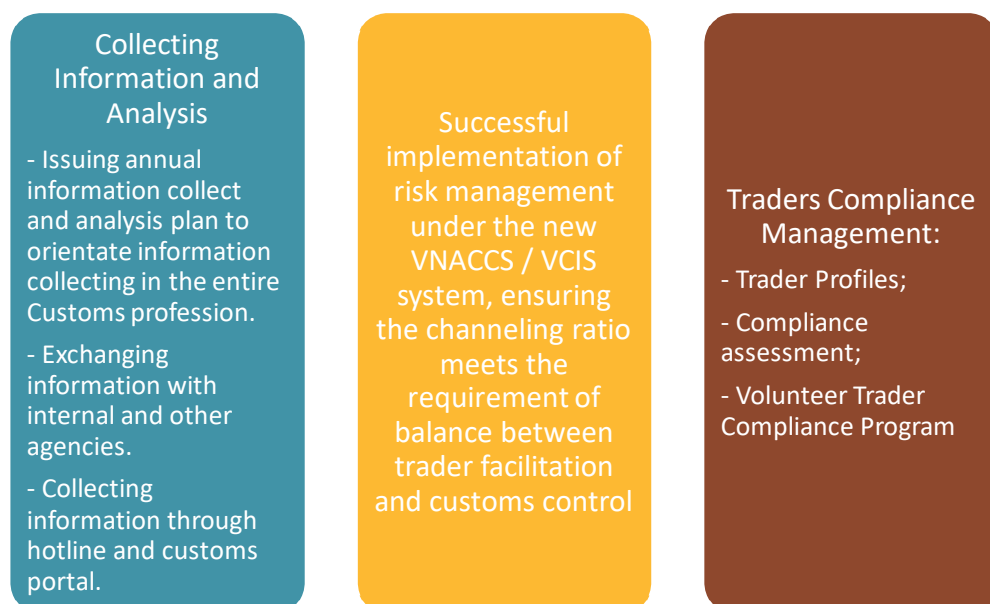 Collecting
Information and
Analysis
- Issuing annual
information collect
and analysis plan to
orientate information
collecting in the entire
Customs profession.
- Exchanging
information with
internal and other
agencies.
- Collecting
information through
hotline and customs
portal.
Successful
implementation of
risk management
under the new
VNACCS / VCIS
system, ensuring
the channeling ratio
meets the
requirement of
balance between
trader facilitation
and customs control
Traders Compliance
Management:
- Trader Profiles;
- Compliance
assessment;
- Volunteer Trader
Compliance Program